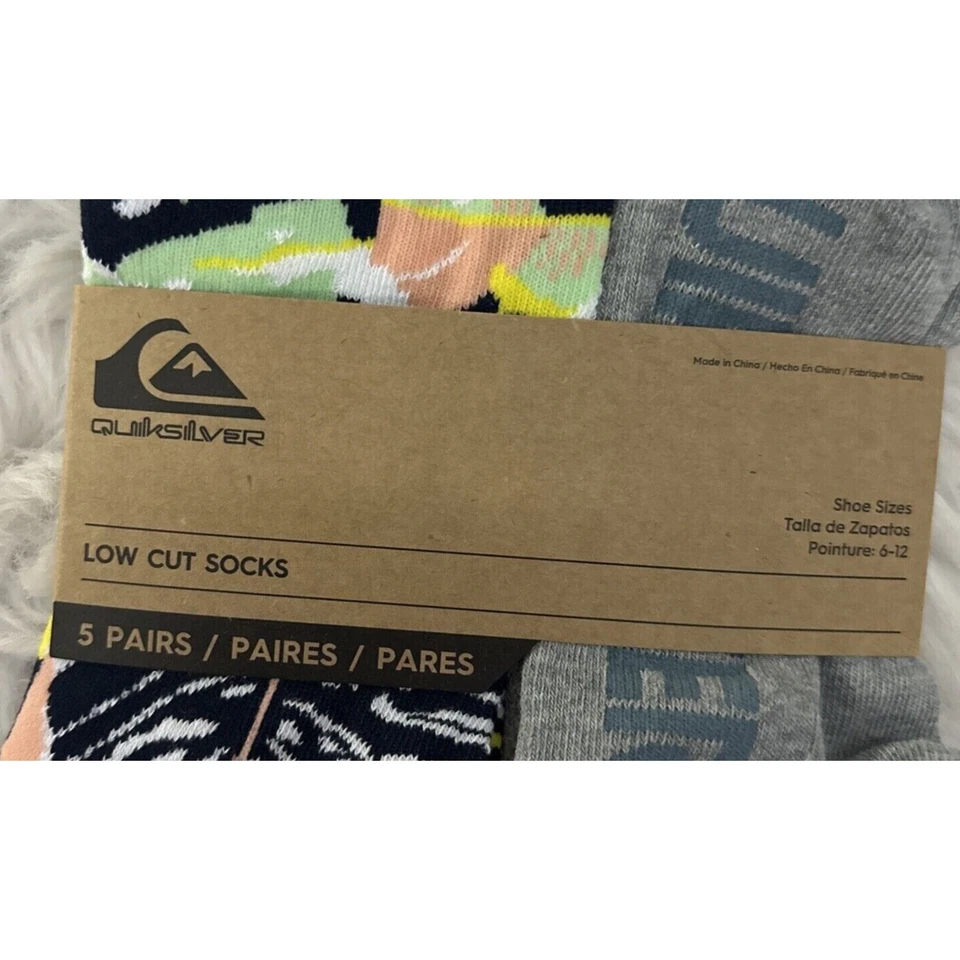 QUIKSILVER
Made in China / Hecho En China / Fabriqué en Chine
Shoe Sizes
Talla de Zapatos
Pointure: 6-12
LOW CUT SOCKS
5 PAIRS / PAIRES / PARES